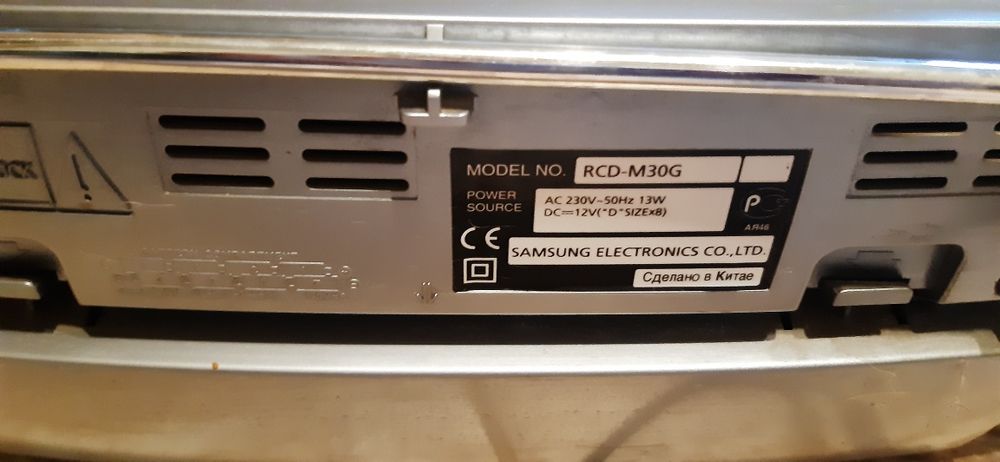 MODEL NO. RCD-M30G
POWER SOURCE
AC 230V~50Hz 13W
DC⎓12V("D"SIZEx8)
P
АЯ46
CE
SAMSUNG ELECTRONICS CO.,LTD.
Сделано в Китае